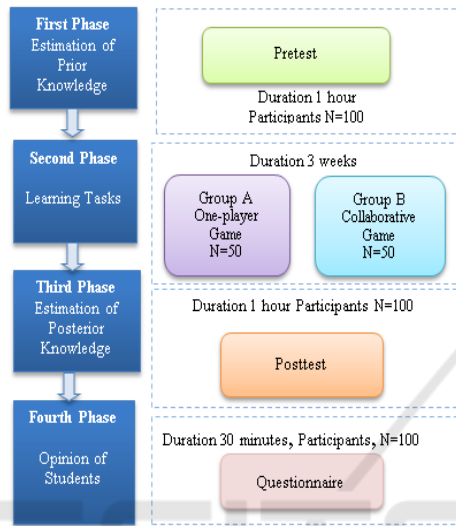 First Phase
Estimation of
Prior
Knowledge
Pretest
Duration 1 hour
Participants N=100
Second Phase
Learning Tasks
Duration 3 weeks
Group A
One-player
Game
N=50
Group B
Collaborative
Game
N=50
Third Phase
Estimation of
Posterior
Knowledge
Duration 1 hour Participants N=100
Posttest
Fourth Phase
Opinion of
Students
Duration 30 minutes, Participants, N=100
Questionnaire